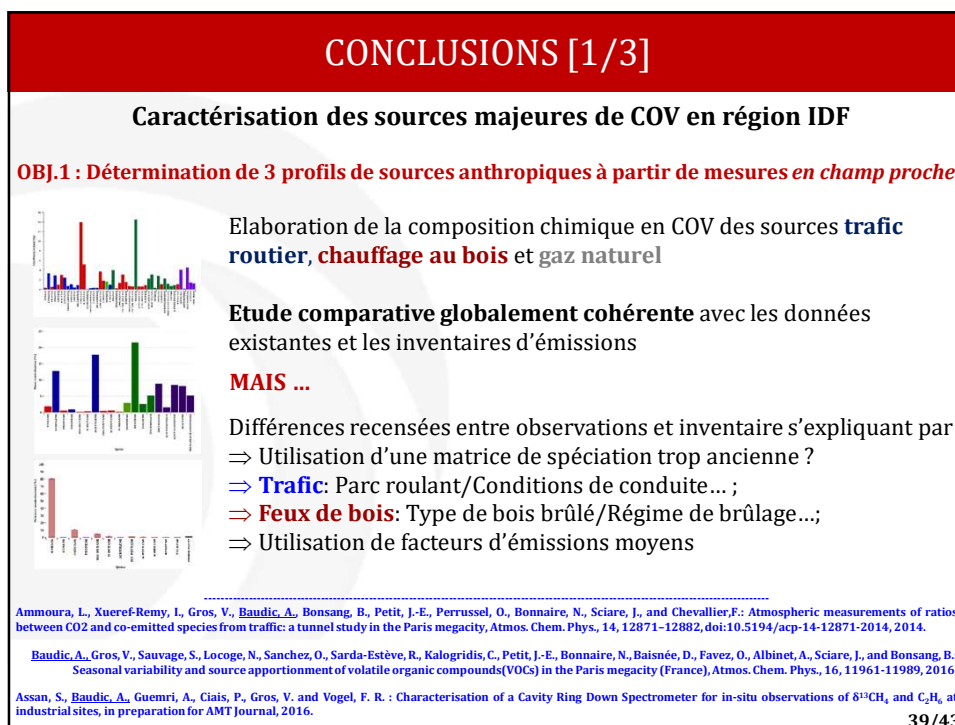 CONCLUSIONS [1/3]
Caractérisation des sources majeures de COV en région IDF
OBJ.1 : Détermination de 3 profils de sources anthropiques à partir de mesures en champ proche
Elaboration de la composition chimique en COV des sources trafic
routier, chauffage au bois et gaz naturel
Etude comparative globalement cohérente avec les données
existantes et les inventaires d'émissions
MAIS …
Différences recensées entre observations et inventaire s'expliquant par
⇒ Utilisation d'une matrice de spéciation trop ancienne ?
⇒ Trafic: Parc roulant/Conditions de conduite… ;
⇒ Feux de bois: Type de bois brûlé/Régime de brûlage…;
⇒ Utilisation de facteurs d'émissions moyens
Ammoura, L., Xueref-Remy, I., Gros, V., Baudic, A., Bonsang, B., Petit, J.-E., Perrussel, O., Bonnaire, N., Sciare, J., and Chevallier,F.: Atmospheric measurements of ratios
between CO2 and co-emitted species from traffic: a tunnel study in the Paris megacity, Atmos. Chem. Phys., 14, 12871–12882, doi:10.5194/acp-14-12871-2014, 2014.
Baudic, A., Gros, V., Sauvage, S., Locoge, N., Sanchez, O., Sarda-Estève, R., Kalogridis, C., Petit, J.-E., Bonnaire, N., Baisnée, D., Favez, O., Albinet, A., Sciare, J., and Bonsang, B.:
Seasonal variability and source apportionment of volatile organic compounds(VOCs) in the Paris megacity (France), Atmos. Chem. Phys., 16, 11961-11989, 2016
Assan, S., Baudic, A., Guemri, A., Ciais, P., Gros, V. and Vogel, F. R. : Characterisation of a Cavity Ring Down Spectrometer for in-situ observations of δ¹³CH₄ and C₂H₆ at
industrial sites, in preparation for AMT Journal, 2016.
39/43